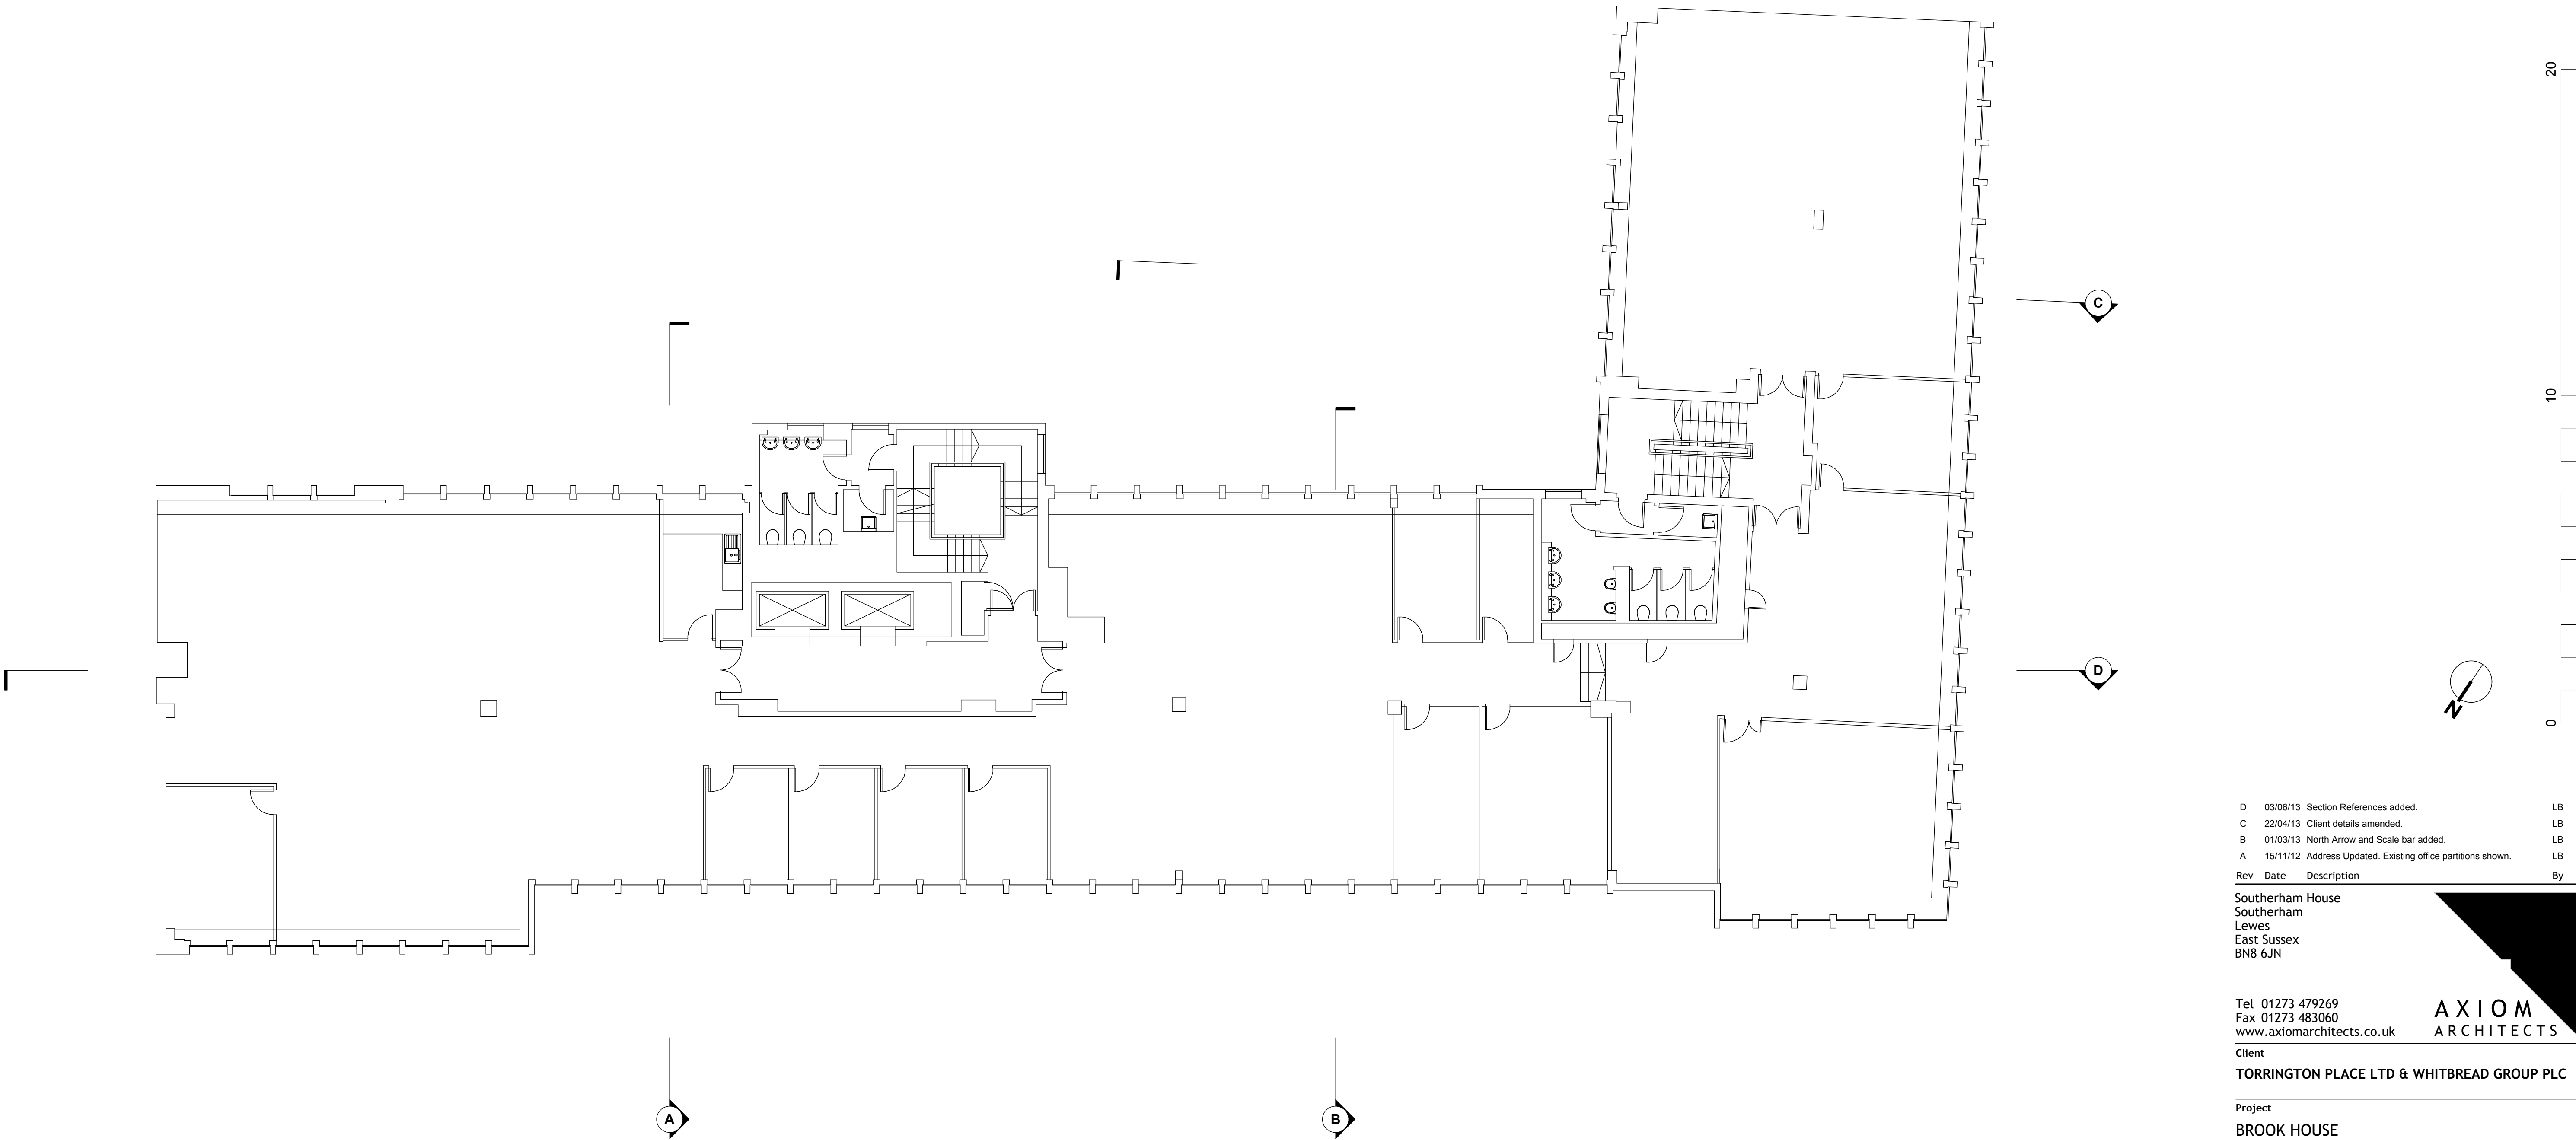 20
C
10
D
N
0
D 03/06/13 Section References added. LB
C 22/04/13 Client details amended. LB
B 01/03/13 North Arrow and Scale bar added. LB
A 15/11/12 Address Updated. Existing office partitions shown. LB
Rev Date Description By
Southerham House
Southerham
Lewes
East Sussex
BN8 6JN
Tel 01273 479269
Fax 01273 483060
www.axiomarchitects.co.uk
AXIOM
ARCHITECTS
Client
TORRINGTON PLACE LTD & WHITBREAD GROUP PLC
Project
BROOK HOUSE
A
B